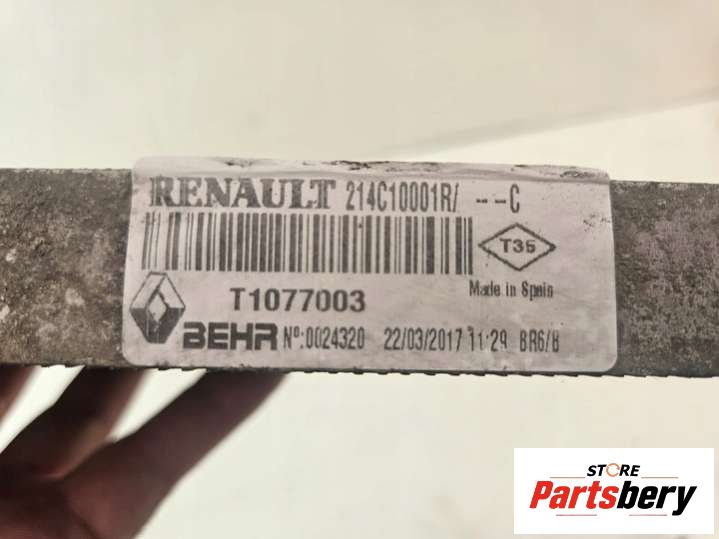 RENAULT 214C10001R/ ---C
T35
T1077003
Made in Spain
BEHR Nº:0024320 22/03/2017 11:29 BR6/B
STORE
Partsbery